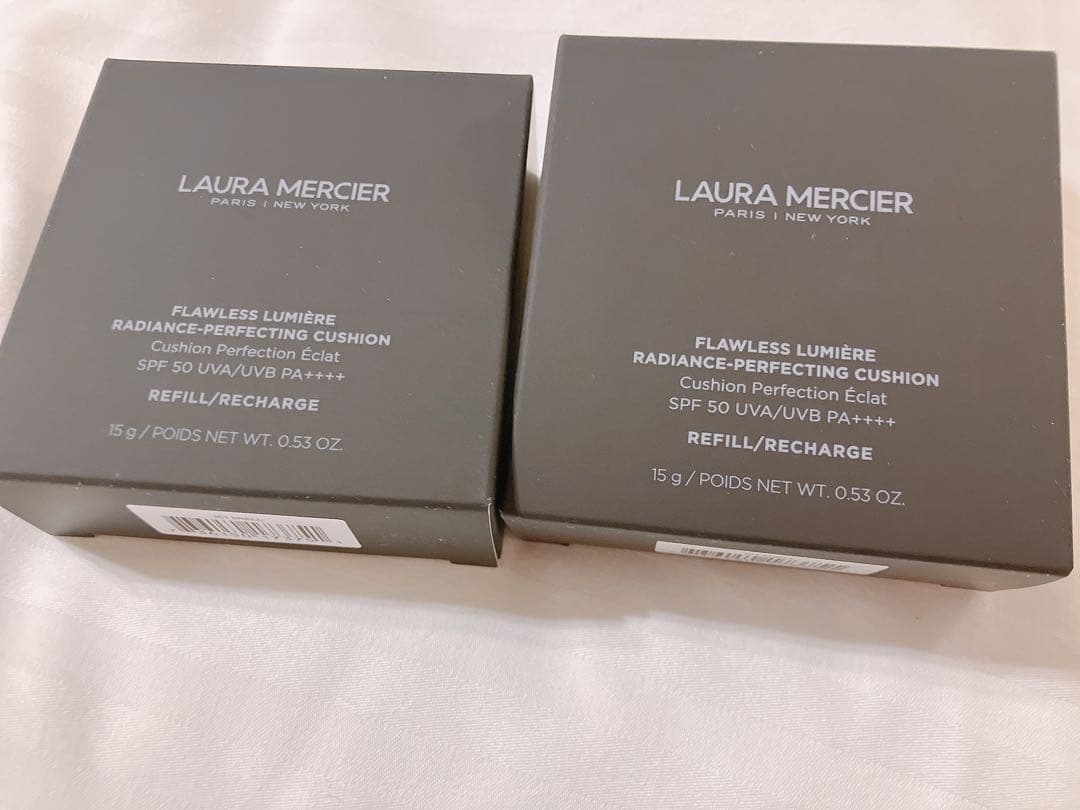 LAURA MERCIER
PARIS | NEW YORK
FLAWLESS LUMIÈRE
RADIANCE-PERFECTING CUSHION
Cushion Perfection Éclat
SPF 50 UVA/UVB PA++++
REFILL/RECHARGE
15 g / POIDS NET WT. 0.53 OZ.
LAURA MERCIER
PARIS | NEW YORK
FLAWLESS LUMIÈRE
RADIANCE-PERFECTING CUSHION
Cushion Perfection Éclat
SPF 50 UVA/UVB PA++++
REFILL/RECHARGE
15 g / POIDS NET WT. 0.53 OZ.